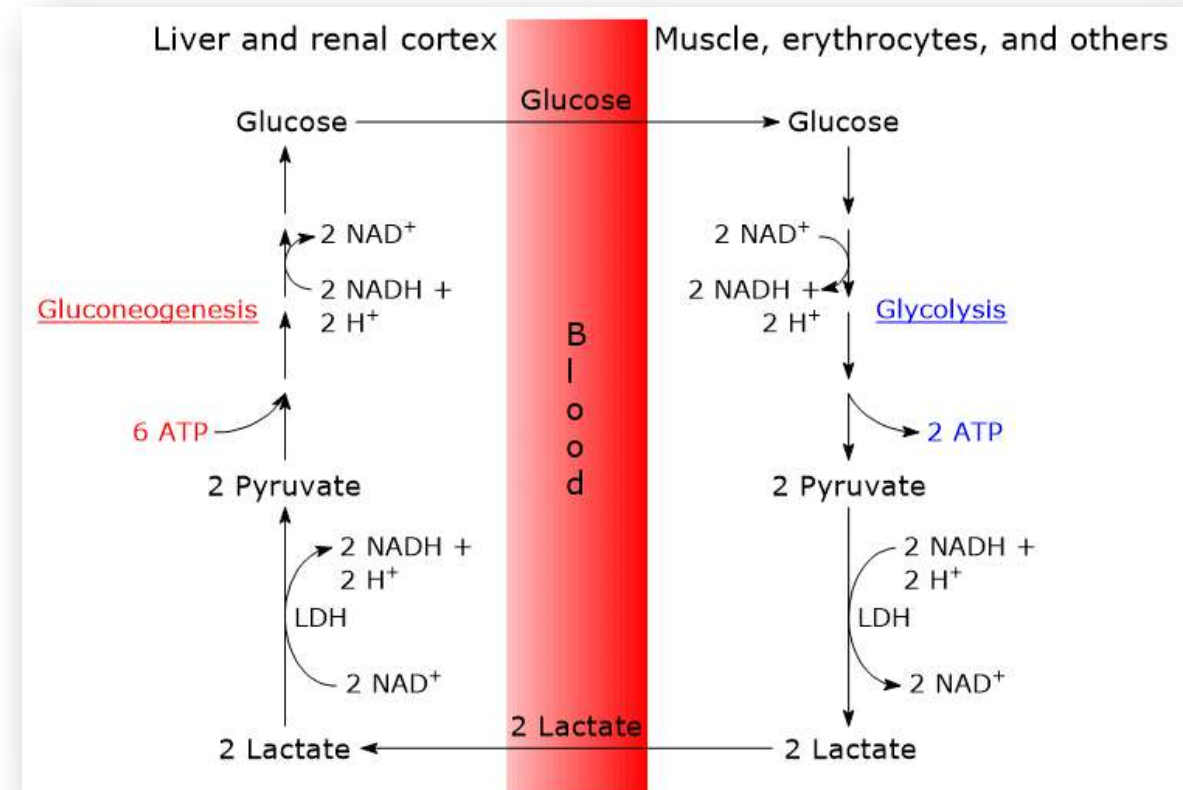 Liver and renal cortex
Muscle, erythrocytes, and others
Glucose
Glucose
Glucose
2 NAD⁺
2 NADH +
2 H⁺
Gluconeogenesis
6 ATP
2 Pyruvate
2 NADH +
2 H⁺
LDH
2 NAD⁺
2 Lactate
B
l
o
o
d
2 Lactate
2 NAD⁺
2 NADH +
2 H⁺
Glycolysis
2 ATP
2 Pyruvate
2 NADH +
2 H⁺
LDH
2 NAD⁺
2 Lactate